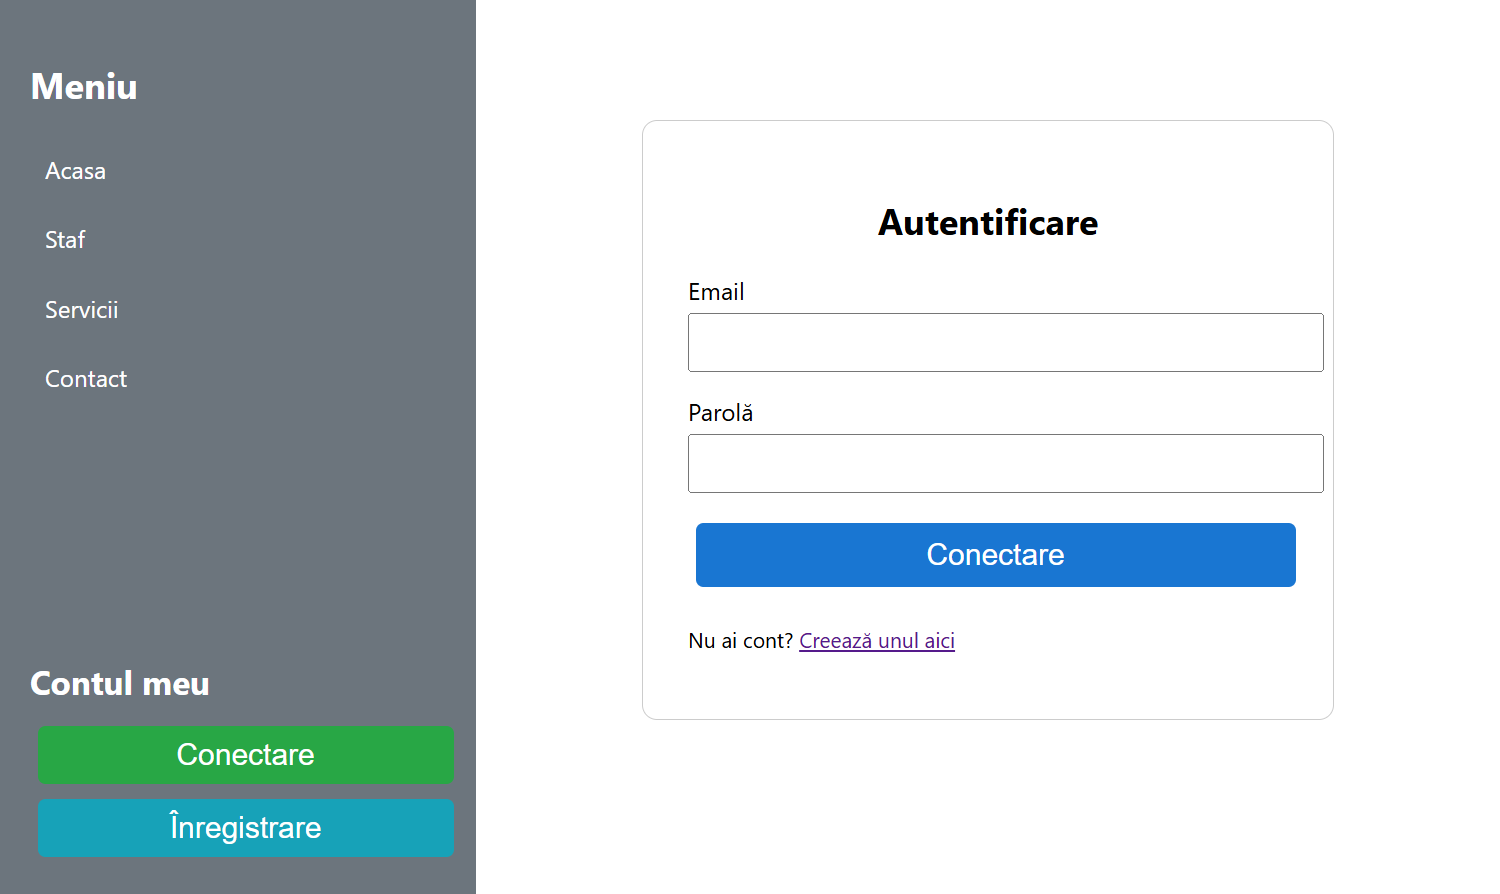 Meniu
Acasa
Staf
Servicii
Contact
Contul meu
Conectare
Înregistrare
Autentificare
Email
Parolă
Conectare
Nu ai cont? Creează unul aici